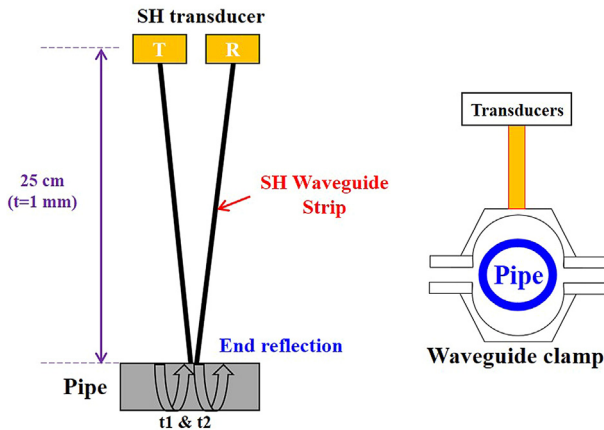 SH transducer
T
R
25 cm
(t=1 mm)
SH Waveguide
Strip
End reflection
Pipe
t1 & t2
Transducers
Pipe
Waveguide clamp